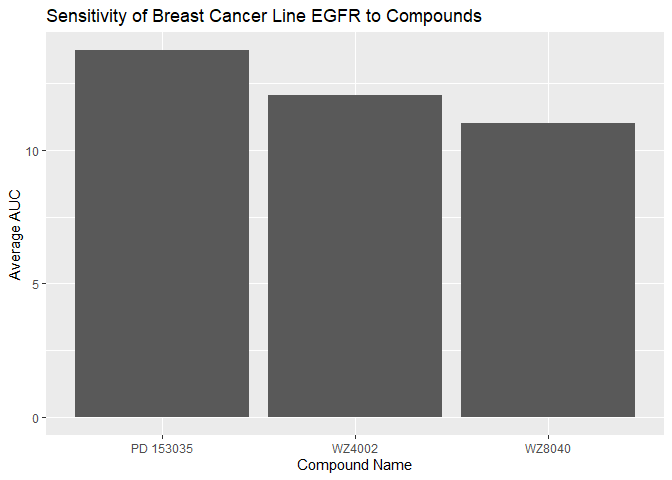 Sensitivity of Breast Cancer Line EGFR to Compounds
Average AUC
10
5
0
PD 153035 WZ4002 WZ8040
Compound Name